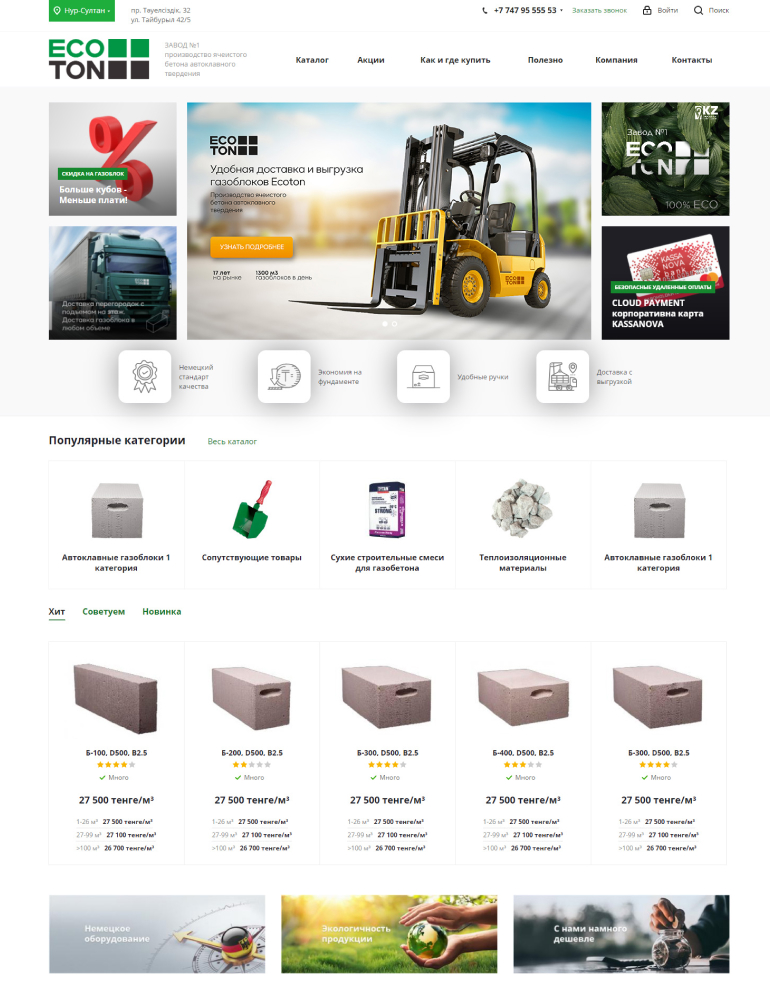 Нур-Султан
пр. Тәуелсіздік, 32
ул. Тайбурыл 42/5
+7 747 95 555 53
Заказать звонок
Войти
Поиск
ECO
TON
ЗАВОД №1
производство ячеистого
бетона автоклавного
твердения
Каталог
Акции
Как и где купить
Полезно
Компания
Контакты
СКИДКА НА ГАЗОБЛОК
Больше кубов -
Меньше плати!
Доставка перегородок с
подъемом на этаж.
Доставка газоблока в
любом объеме
ECO
TON
Удобная доставка и выгрузка
газоблоков Ecoton
Производство ячеистого
бетона автоклавного
твердения
УЗНАТЬ ПОДРОБНЕЕ
17 лет
на рынке
1300 м3
газоблоков в день
ECO
TON
KZ
Завод №1
ECO
TON
100% ECO
KASSA
NOVA
БЕЗОПАСНЫЕ УДАЛЕННЫЕ ОПЛАТЫ
CLOUD PAYMENT
корпоративна карта
KASSANOVA
Немецкий
стандарт
качества
Экономия на
фундаменте
Удобные ручки
Доставка с
выгрузкой
Популярные категории
Весь каталог
Автоклавные газоблоки 1
категория
Сопутствующие товары
STRONG
Сухие строительные смеси
для газобетона
Теплоизоляционные
материалы
Автоклавные газоблоки 1
категория
Хит
Советуем
Новинка
Б-100, D500, В2.5
Много
27 500 тенге/м³
1-26 м³ 27 500 тенге/м³
27-99 м³ 27 100 тенге/м³
>100 м³ 26 700 тенге/м³
Б-200, D500, В2.5
Много
27 500 тенге/м³
1-26 м³ 27 500 тенге/м³
27-99 м³ 27 100 тенге/м³
>100 м³ 26 700 тенге/м³
Б-300, D500, В2.5
Много
27 500 тенге/м³
1-26 м³ 27 500 тенге/м³
27-99 м³ 27 100 тенге/м³
>100 м³ 26 700 тенге/м³
Б-400, D500, В2.5
Много
27 500 тенге/м³
1-26 м³ 27 500 тенге/м³
27-99 м³ 27 100 тенге/м³
>100 м³ 26 700 тенге/м³
Б-300, D500, В2.5
Много
27 500 тенге/м³
1-26 м³ 27 500 тенге/м³
27-99 м³ 27 100 тенге/м³
>100 м³ 26 700 тенге/м³
Немецкое
оборудование
Экологичность
продукции
С нами намного
дешевле